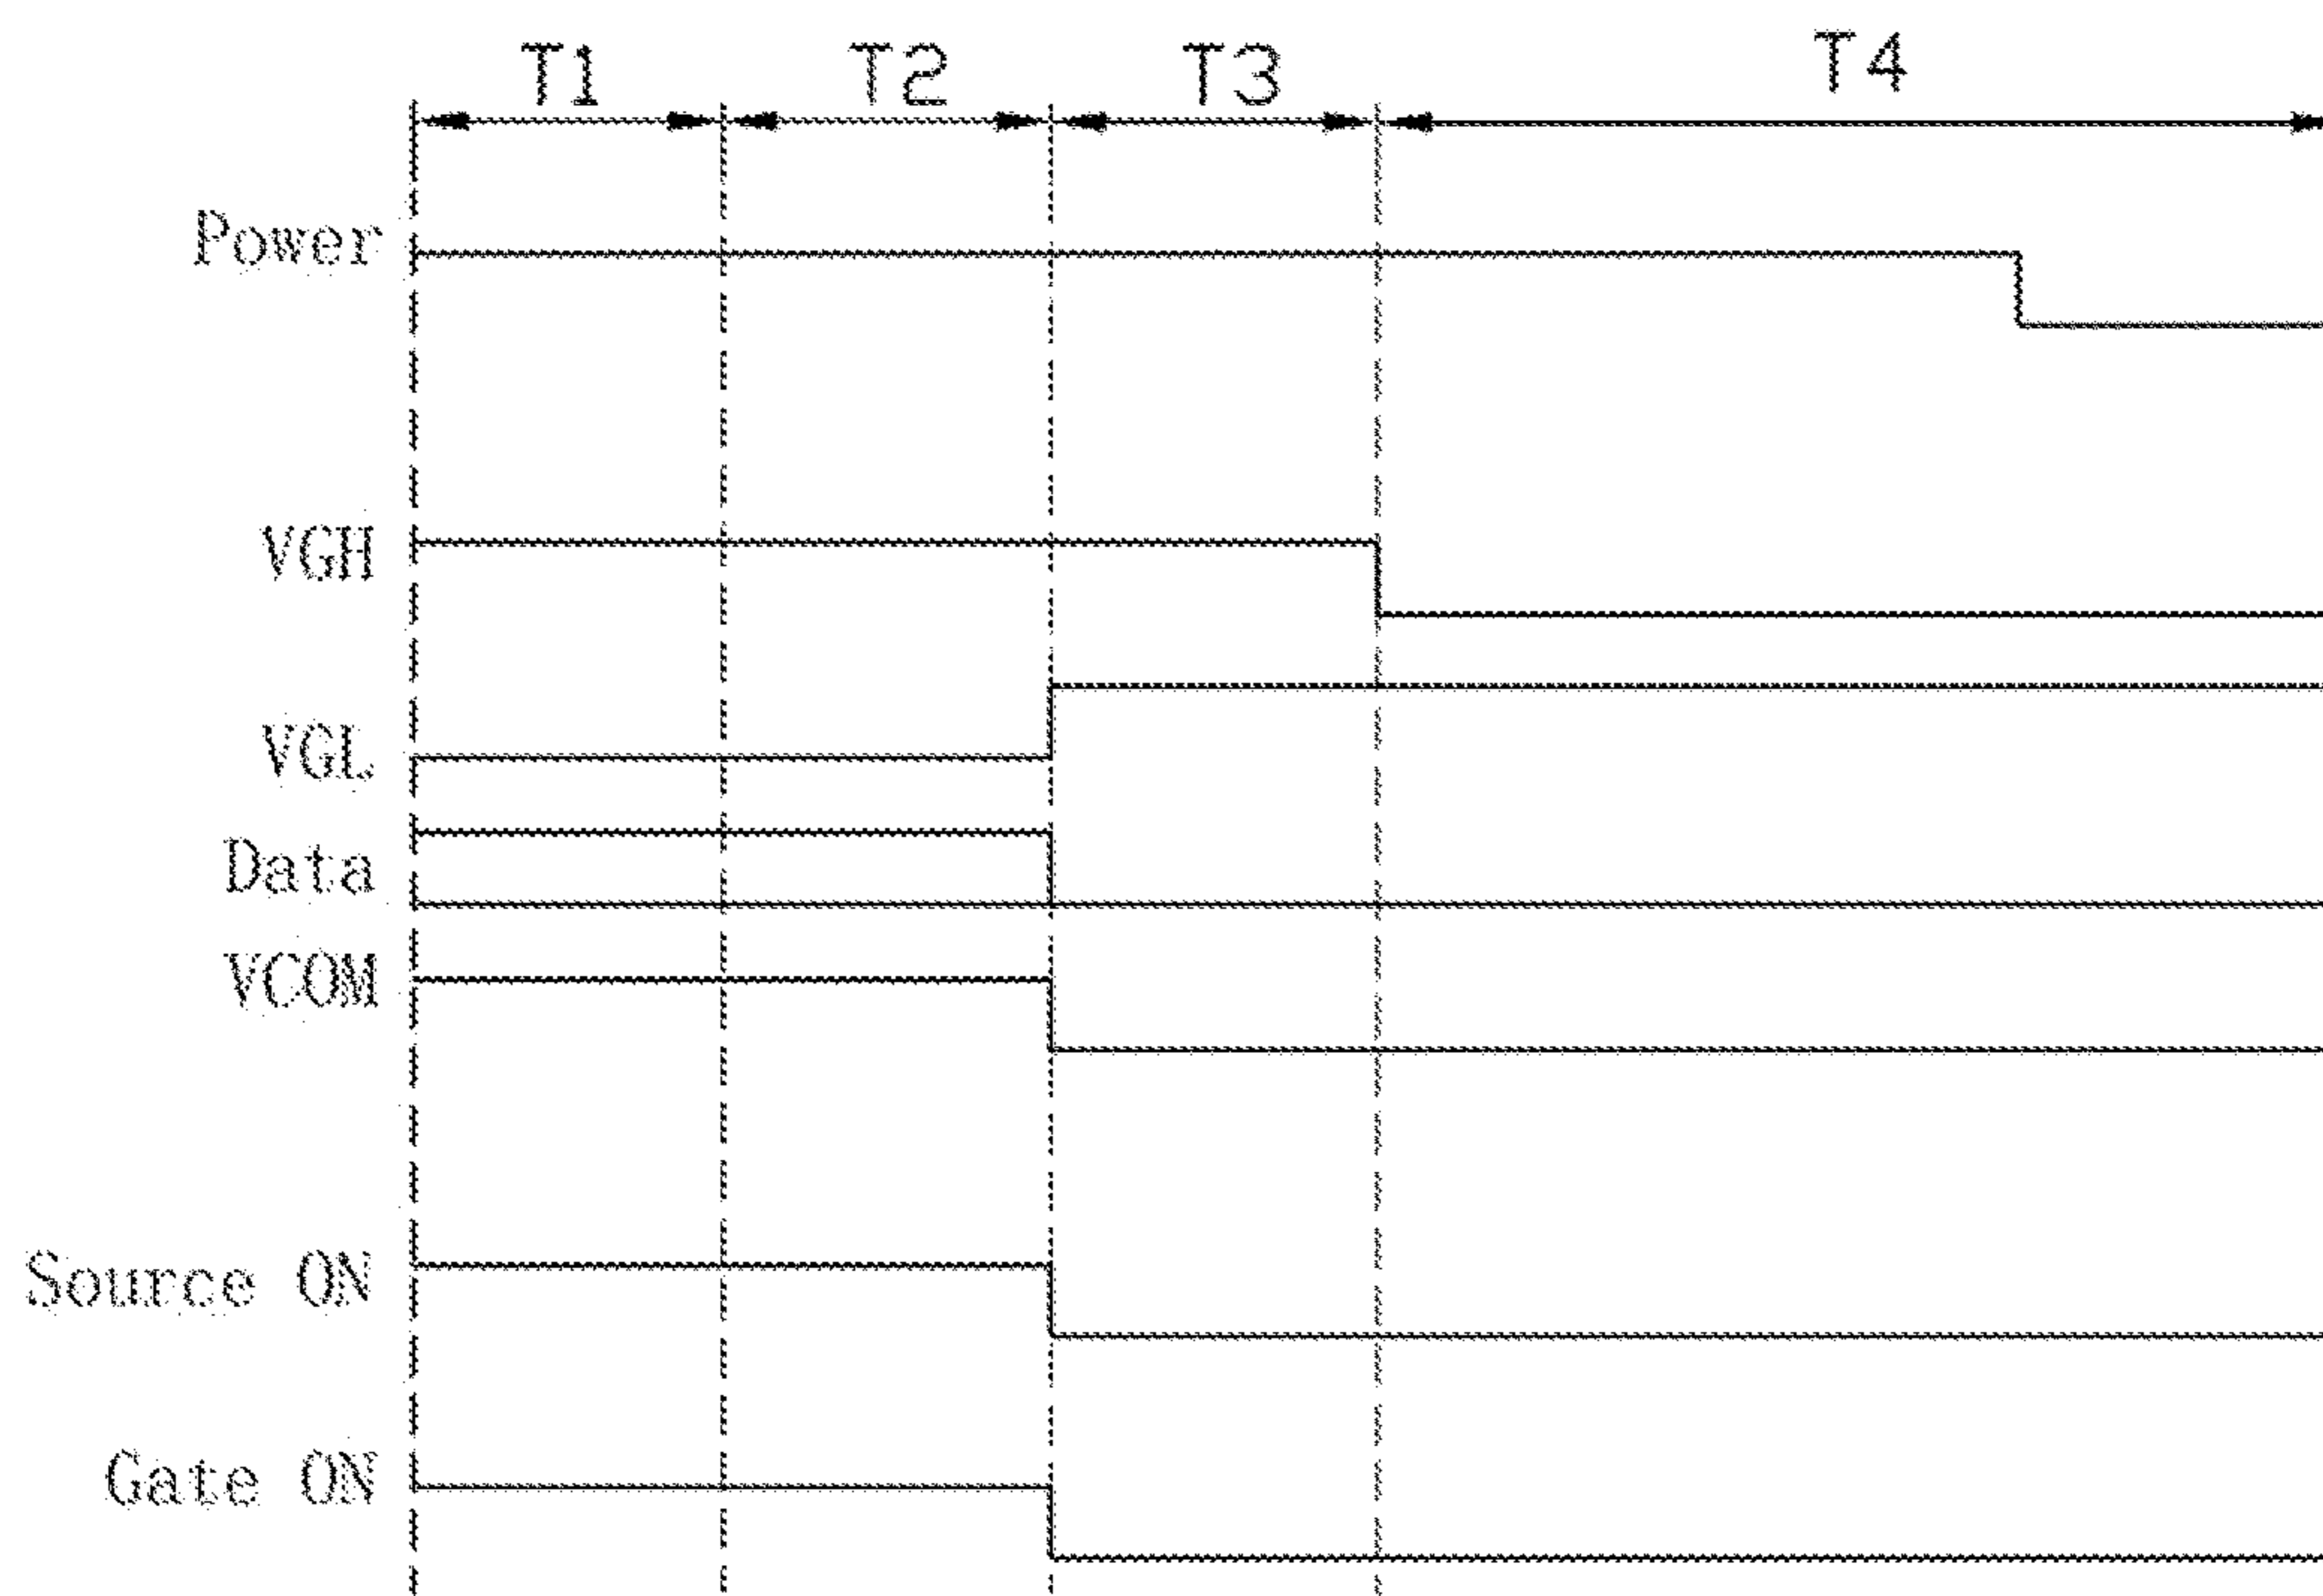 T1 T2 T3 T4
Power
VGH
VGL
Data
VCOM
Source ON
Gate ON